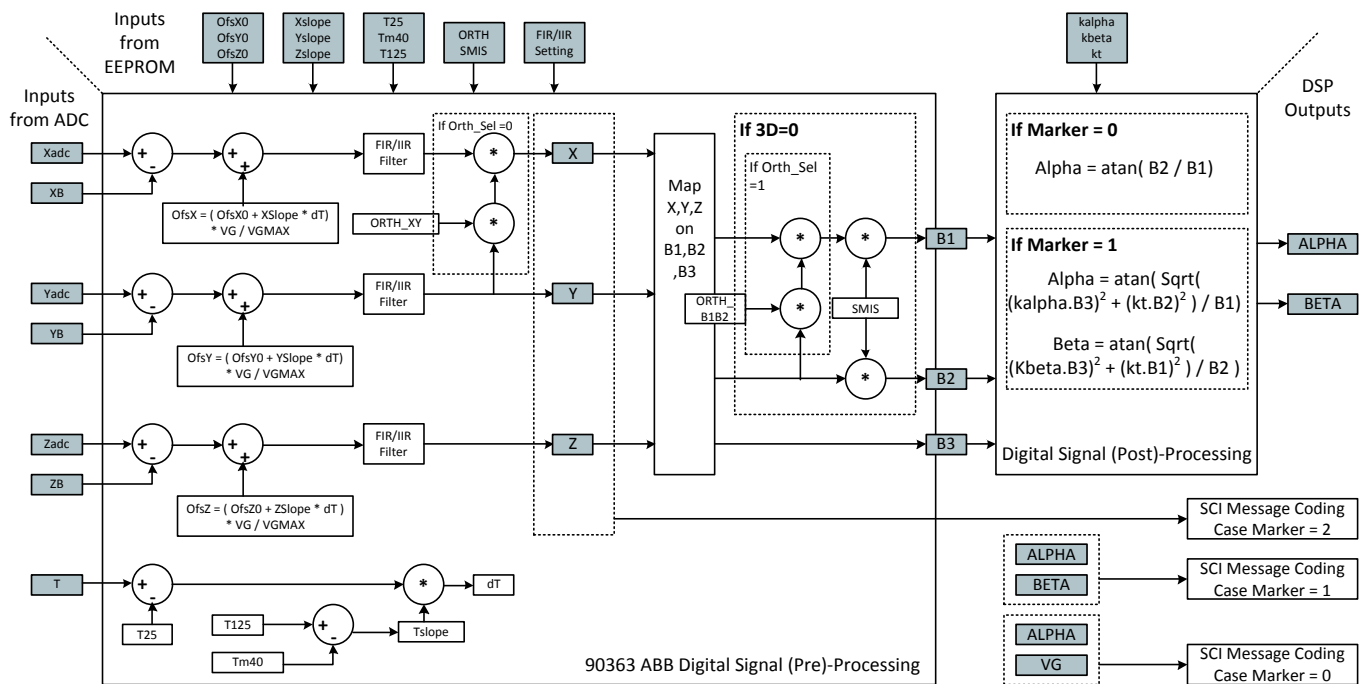 Inputs
from
EEPROM
OfsX0
OfsY0
OfsZ0
Xslope
Yslope
Zslope
T25
Tm40
T125
ORTH
SMIS
FIR/IIR
Setting
kalpha
kbeta
kt
DSP
Outputs
Inputs
from ADC
Xadc
XB
+
-
+
+
OfsX = ( OfsX0 + XSlope * dT)
* VG / VGMAX
FIR/IIR
Filter
If Orth_Sel =0
*
ORTH_XY
*
X
Yadc
YB
+
-
+
+
OfsY = ( OfsY0 + YSlope * dT)
* VG / VGMAX
FIR/IIR
Filter
Y
Zadc
ZB
+
-
+
+
OfsZ = ( OfsZ0 + ZSlope * dT )
* VG / VGMAX
FIR/IIR
Filter
Z
Map
X,Y,Z
on
B1,B2
,B3
If 3D=0
If Orth_Sel
=1
*
*
ORTH_
B1B2
*
SMIS
*
B1
B2
B3
If Marker = 0
Alpha = atan( B2 / B1)
If Marker = 1
Alpha = atan( Sqrt(
(kalpha.B3)² + (kt.B2)² ) / B1)
Beta = atan( Sqrt(
(Kbeta.B3)² + (kt.B1)² ) / B2 )
Digital Signal (Post)-Processing
ALPHA
BETA
T
+
-
T25
*
dT
T125
Tm40
+
-
Tslope
90363 ABB Digital Signal (Pre)-Processing
SCI Message Coding
Case Marker = 2
ALPHA
BETA
SCI Message Coding
Case Marker = 1
ALPHA
VG
SCI Message Coding
Case Marker = 0